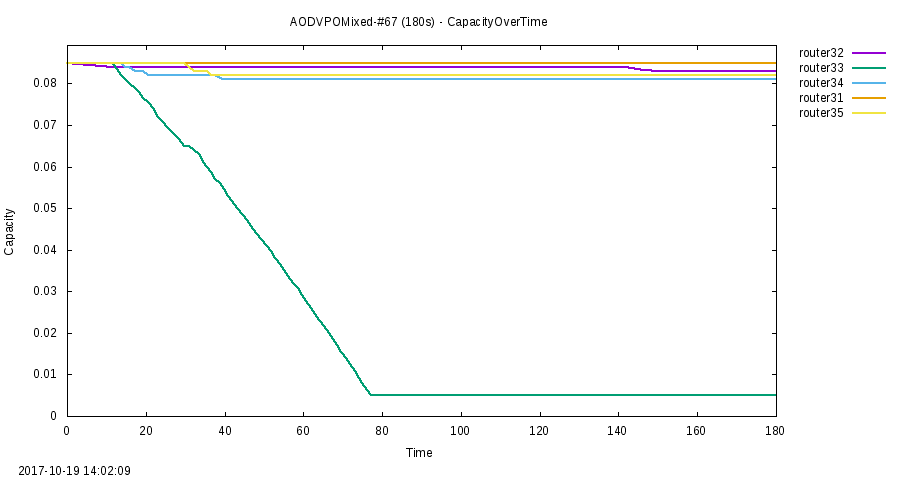 AODVPOMixed-#67 (180s) - CapacityOverTime
router32
router33
router34
router31
router35
0.08
0.07
0.06
0.05
0.04
0.03
0.02
0.01
0
Capacity
0 20 40 60 80 100 120 140 160 180
Time
2017-10-19 14:02:09